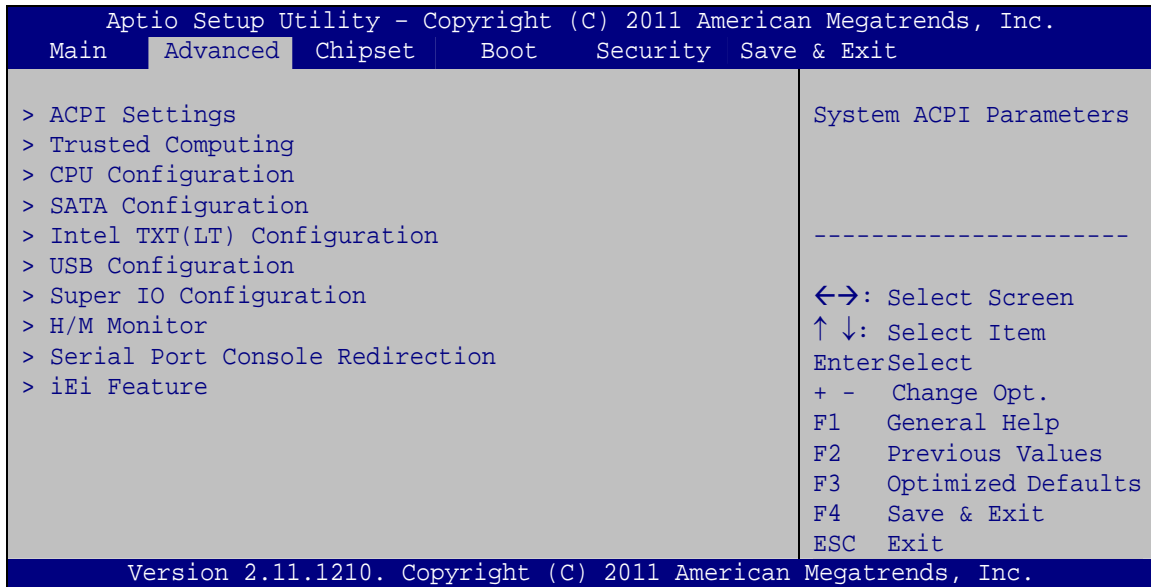 Aptio Setup Utility – Copyright (C) 2011 American Megatrends, Inc.
Main Advanced Chipset Boot Security Save & Exit
> ACPI Settings
> Trusted Computing
> CPU Configuration
> SATA Configuration
> Intel TXT(LT) Configuration
> USB Configuration
> Super IO Configuration
> H/M Monitor
> Serial Port Console Redirection
> iEi Feature
System ACPI Parameters
----------------------
←→: Select Screen
↑ ↓: Select Item
EnterSelect
+ - Change Opt.
F1 General Help
F2 Previous Values
F3 Optimized Defaults
F4 Save & Exit
ESC Exit
Version 2.11.1210. Copyright (C) 2011 American Megatrends, Inc.